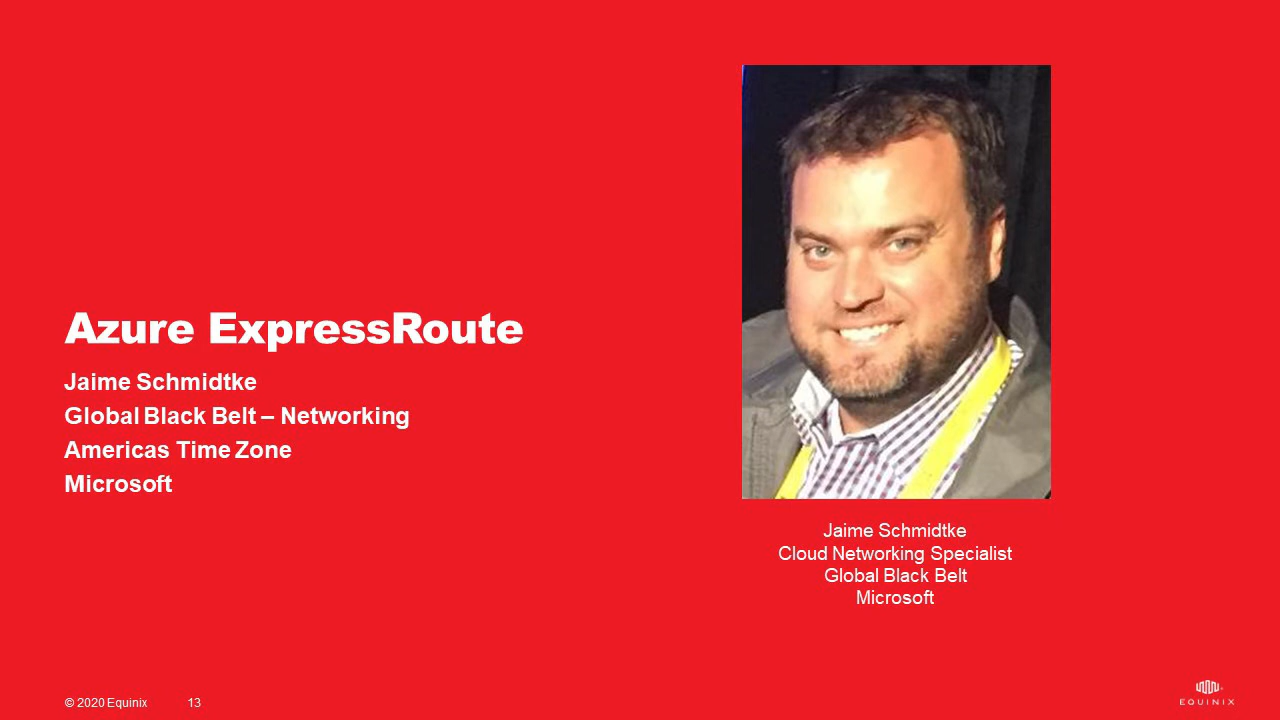 Azure ExpressRoute
Jaime Schmidtke
Global Black Belt – Networking
Americas Time Zone
Microsoft
Jaime Schmidtke
Cloud Networking Specialist
Global Black Belt
Microsoft
© 2020 Equinix
13
EQUINIX